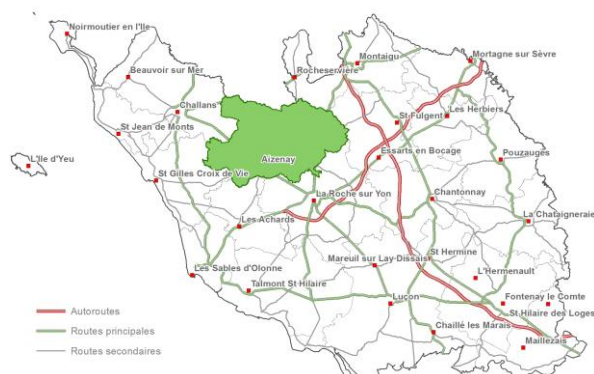 Noirmoutier en l'Ile
Montaigu
Mortagne sur Sèvre
Beauvoir sur Mer
Rocheservière
Challans
Les Herbiers
St Fulgent
St Jean de Monts
Aizenay
Essarts en Bocage
Pouzauges
L'Ile d'Yeu
St Gilles Croix de Vie
La Roche sur Yon
Chantonnay
Les Achards
La Chataigneraie
St Hermine
Mareuil sur Lay-Dissais
Les Sables d'Olonne
L'Hermenault
Talmont St Hilaire
Luçon
Fontenay le Comte
Autoroutes
St Hilaire des Loges
Routes principales
Chaillé les Marais
Routes secondaires
Maillezais